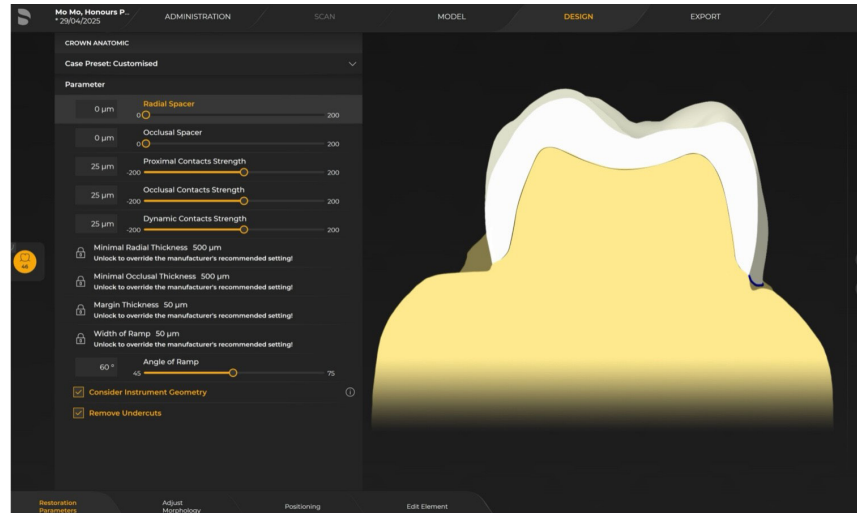 Mo Mo, Honours P...
* 29/04/2025
ADMINISTRATION
SCAN
MODEL
DESIGN
EXPORT
CROWN ANATOMIC
Case Preset: Customised
Parameter
0 µm
Radial Spacer
0
200
0 µm
Occlusal Spacer
0
200
25 µm
Proximal Contacts Strength
-200
200
25 µm
Occlusal Contacts Strength
-200
200
25 µm
Dynamic Contacts Strength
-200
200
Minimal Radial Thickness 500 µm
Unlock to override the manufacturer's recommended setting!
Minimal Occlusal Thickness 500 µm
Unlock to override the manufacturer's recommended setting!
Margin Thickness 50 µm
Unlock to override the manufacturer's recommended setting!
Width of Ramp 50 µm
Unlock to override the manufacturer's recommended setting!
60 °
Angle of Ramp
45
75
Consider Instrument Geometry
Remove Undercuts
46
Restoration
Parameters
Adjust
Morphology
Positioning
Edit Element